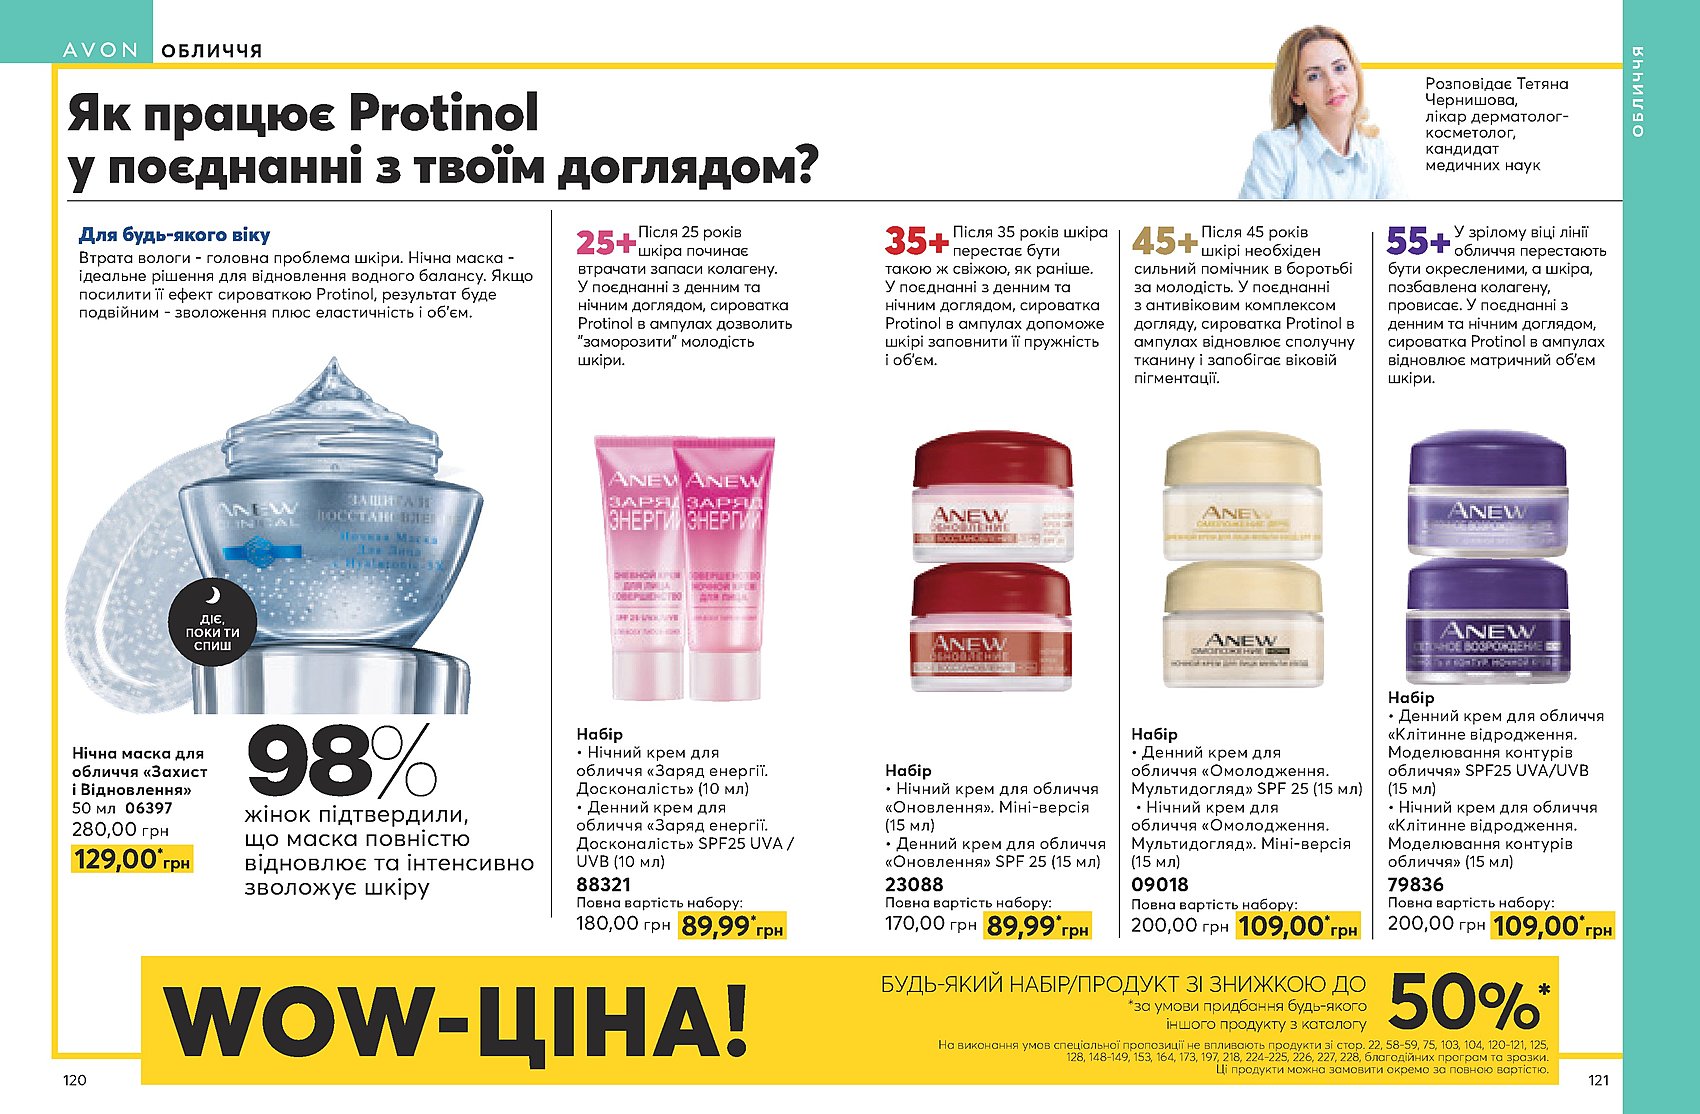 AVON ОБЛИЧЧЯ
ОБЛИЧЧЯ
Як працює Protinol
у поєднанні з твоїм доглядом?
Розповідає Тетяна
Чернишова,
лікар дерматолог-
косметолог,
кандидат
медичних наук
Для будь-якого віку
Втрата вологи - головна проблема шкіри. Нічна маска -
ідеальне рішення для відновлення водного балансу. Якщо
посилити її ефект сироваткою Protinol, результат буде
подвійним - зволоження плюс еластичність і об'єм.
ANEW
CLINICAL
ЗАЩИТА И
ВОССТАНОВЛЕНИЕ
Ночная Маска
Для Лица
ДІЄ,
ПОКИ ТИ
СПИШ
Нічна маска для
обличчя «Захист
і Відновлення»
50 мл 06397
280,00 грн
129,00* грн
98%
жінок підтвердили,
що маска повністю
відновлює та інтенсивно
зволожує шкіру
25+ Після 25 років
шкіра починає
втрачати запаси колагену.
У поєднанні з денним та
нічним доглядом, сироватка
Protinol в ампулах дозволить
"заморозити" молодість
шкіри.
ANEW
ЗАРЯД
ЭНЕРГИИ
ДНЕВНОЙ КРЕМ
ДЛЯ ЛИЦА
СОВЕРШЕНСТВО
ANEW
ЗАРЯД
ЭНЕРГИИ
СОВЕРШЕНСТВО
НОЧНОЙ КРЕМ
ДЛЯ ЛИЦА
Набір
• Нічний крем для
обличчя «Заряд енергії.
Досконалість» (10 мл)
• Денний крем для
обличчя «Заряд енергії.
Досконалість» SPF25 UVA /
UVB (10 мл)
88321
Повна вартість набору:
180,00 грн 89,99* грн
35+ Після 35 років шкіра
перестає бути
такою ж свіжою, як раніше.
У поєднанні з денним та
нічним доглядом, сироватка
Protinol в ампулах допоможе
шкірі заповнити її пружність
і об'єм.
ANEW
ОБНОВЛЕНИЕ
ANEW
ОБНОВЛЕНИЕ
Набір
• Нічний крем для обличчя
«Оновлення». Міні-версія
(15 мл)
• Денний крем для обличчя
«Оновлення» SPF 25 (15 мл)
23088
Повна вартість набору:
170,00 грн 89,99* грн
45+ Після 45 років
шкірі необхіден
сильний помічник в боротьбі
за молодість. У поєднанні
з антивіковим комплексом
догляду, сироватка Protinol в
ампулах відновлює сполучну
тканину і запобігає віковій
пігментації.
ANEW
ОМОЛОЖЕНИЕ
ANEW
ОМОЛОЖЕНИЕ
Набір
• Денний крем для
обличчя «Омолодження.
Мультидогляд» SPF 25 (15 мл)
• Нічний крем для
обличчя «Омолодження.
Мультидогляд». Міні-версія
(15 мл)
09018
Повна вартість набору:
200,00 грн 109,00* грн
55+ У зрілому віці лінії
обличчя перестають
бути окресленими, а шкіра,
позбавлена колагену,
провисає. У поєднанні з
денним та нічним доглядом,
сироватка Protinol в ампулах
відновлює матричний об'єм
шкіри.
ANEW
ANEW
Набір
• Денний крем для обличчя
«Клітинне відродження.
Моделювання контурів
обличчя» SPF25 UVA/UVB
(15 мл)
• Нічний крем для обличчя
«Клітинне відродження.
Моделювання контурів
обличчя» (15 мл)
79836
Повна вартість набору:
200,00 грн 109,00* грн
WOW-ЦІНА!
БУДЬ-ЯКИЙ НАБІР/ПРОДУКТ ЗІ ЗНИЖКОЮ ДО 50%*
*за умови придбання будь-якого
іншого продукту з каталогу
На виконання умов спеціальної пропозиції не впливають продукти зі стор. 22, 58-59, 75, 103, 104, 120-121, 125,
128, 148-149, 153, 164, 173, 197, 218, 224-225, 226, 227, 228, благодійних програм та зразки.
Ці продукти можна замовити окремо за повною вартістю.
120
121